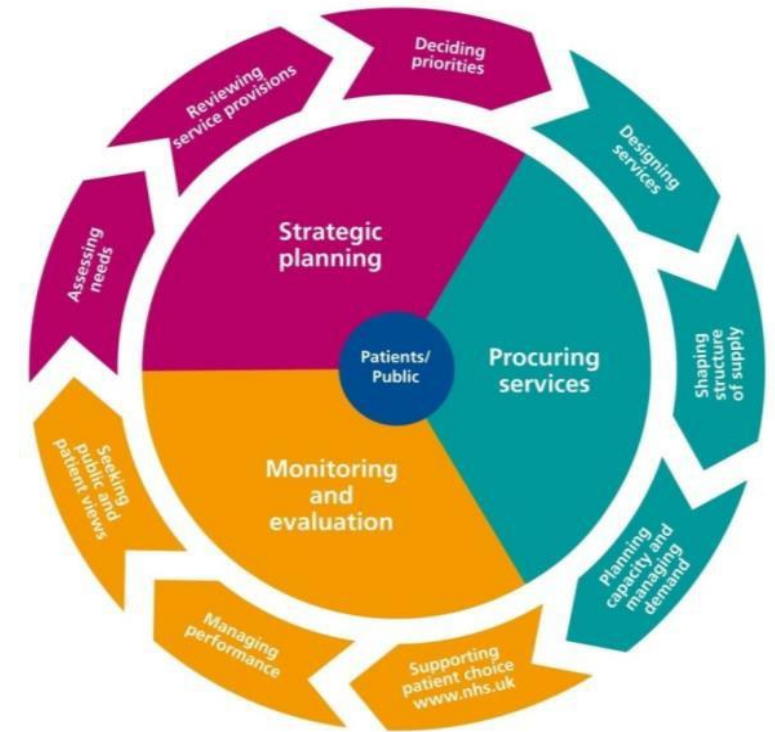 Deciding
priorities
Designing
services
Shaping
structure
of supply
Planning
capacity and
managing
demand
Supporting
patient choice
www.nhs.uk
Managing
performance
Seeking
public and
patient views
Assessing
needs
Reviewing
service provisions
Strategic
planning
Procuring
services
Monitoring
and
evaluation
Patients/
Public